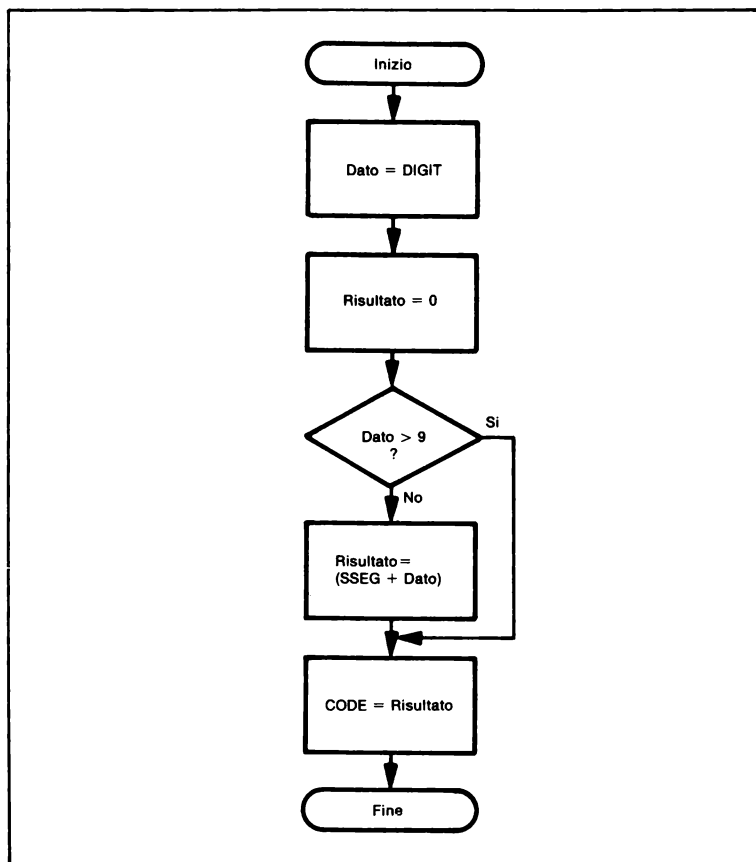 Inizio
Dato = DIGIT
Risultato = 0
Dato > 9
?
Si
No
Risultato =
(SSEG + Dato)
CODE = Risultato
Fine